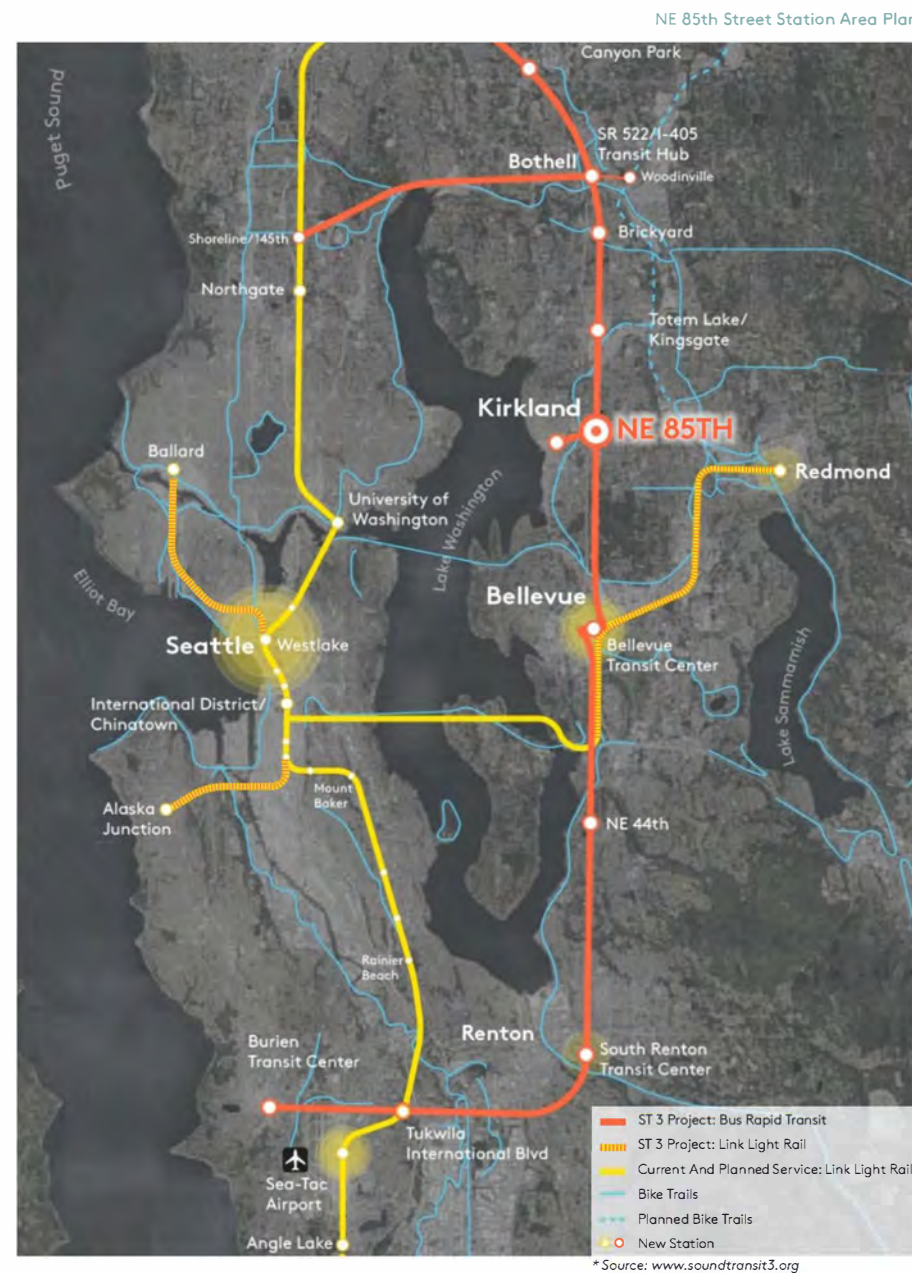 NE 85th Street Station Area Plan
Canyon Park
Puget Sound
SR 522/I-405
Transit Hub
Bothell
Woodinville
Shoreline/145th
Brickyard
Northgate
Totem Lake/
Kingsgate
Kirkland
NE 85TH
Ballard
Redmond
University of
Washington
Lake Washington
Elliot Bay
Bellevue
Seattle
Westlake
Bellevue
Transit Center
Lake Sammamish
International District/
Chinatown
Mount
Baker
Alaska
Junction
NE 44th
Rainier
Beach
Renton
Burien
Transit Center
South Renton
Transit Center
Tukwila
International Blvd
Sea-Tac
Airport
Angle Lake
ST 3 Project: Bus Rapid Transit
ST 3 Project: Link Light Rail
Current And Planned Service: Link Light Rail
Bike Trails
Planned Bike Trails
New Station
* Source: www.soundtransit3.org